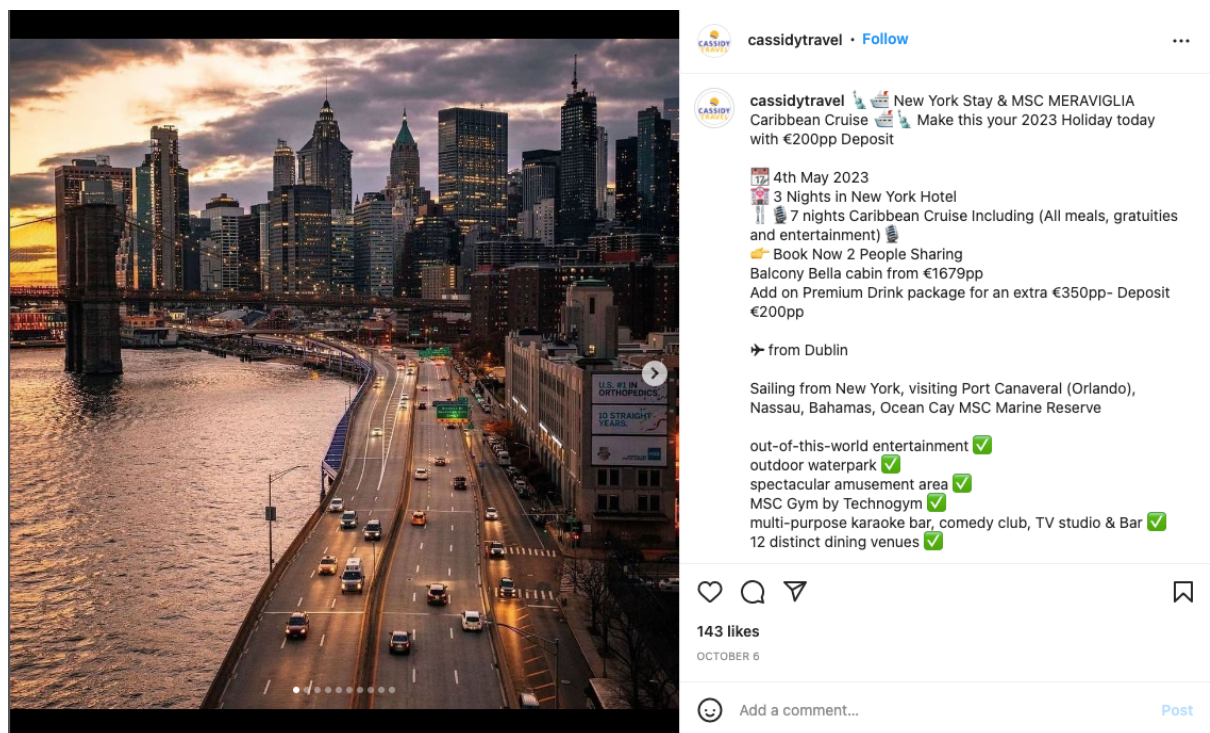 cassidytravel • Follow
CASSIDY
TRAVEL
cassidytravel 🗽🚢 New York Stay & MSC MERAVIGLIA
Caribbean Cruise 🚢🗽 Make this your 2023 Holiday today
with €200pp Deposit
CASSIDY
TRAVEL
📆 4th May 2023
🏩 3 Nights in New York Hotel
🍴🎙7 nights Caribbean Cruise Including (All meals, gratuities
and entertainment)🎙
👉 Book Now 2 People Sharing
Balcony Bella cabin from €1679pp
Add on Premium Drink package for an extra €350pp- Deposit
€200pp
✈ from Dublin
Sailing from New York, visiting Port Canaveral (Orlando),
Nassau, Bahamas, Ocean Cay MSC Marine Reserve
out-of-this-world entertainment ✅
outdoor waterpark ✅
spectacular amusement area ✅
MSC Gym by Technogym ✅
multi-purpose karaoke bar, comedy club, TV studio & Bar ✅
12 distinct dining venues ✅
U.S. #1 IN
ORTHOPEDICS.
10 STRAIGHT
YEARS.
143 likes
OCTOBER 6
Add a comment...
Post